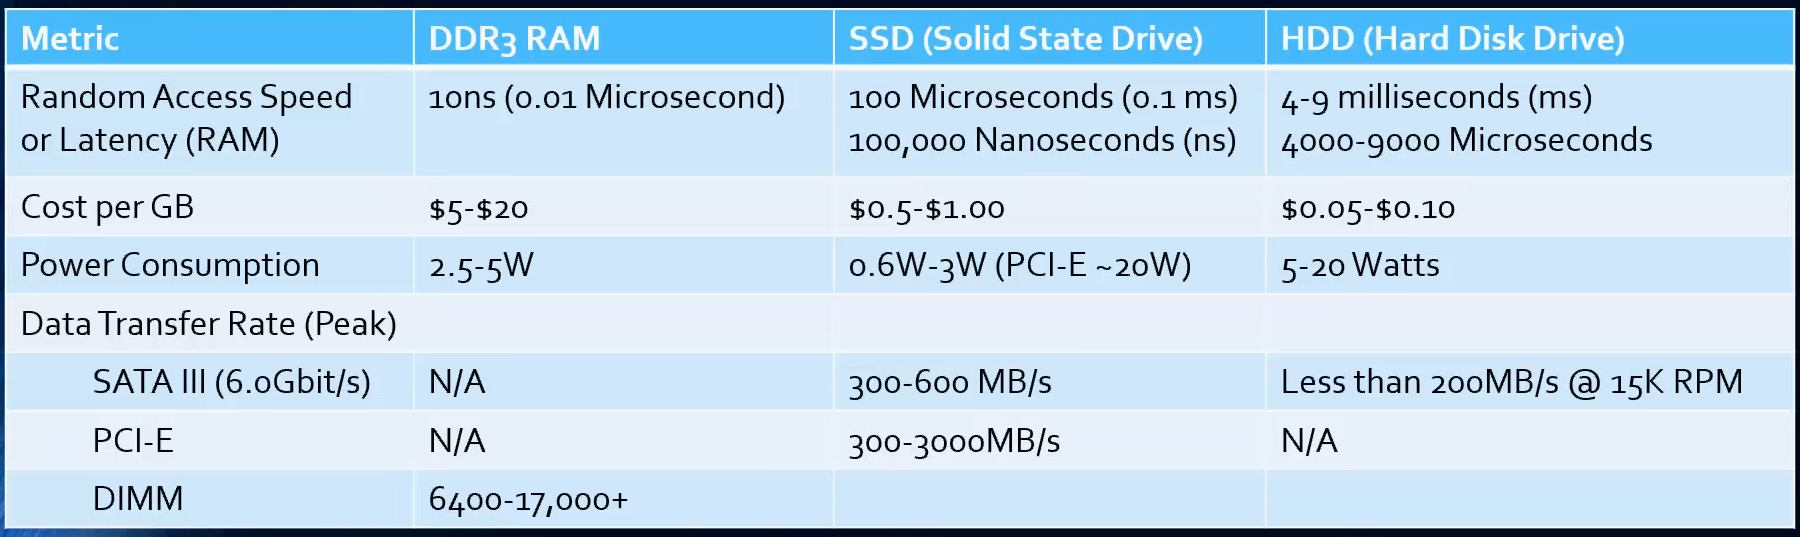 Metric DDR3 RAM SSD (Solid State Drive) HDD (Hard Disk Drive)
Random Access Speed 10ns (0.01 Microsecond) 100 Microseconds (0.1 ms) 4-9 milliseconds (ms)
or Latency (RAM) 100,000 Nanoseconds (ns) 4000-9000 Microseconds
Cost per GB $5-$20 $0.5-$1.00 $0.05-$0.10
Power Consumption 2.5-5W 0.6W-3W (PCI-E ~20W) 5-20 Watts
Data Transfer Rate (Peak)
SATA III (6.0Gbit/s) N/A 300-600 MB/s Less than 200MB/s @ 15K RPM
PCI-E N/A 300-3000MB/s N/A
DIMM 6400-17,000+